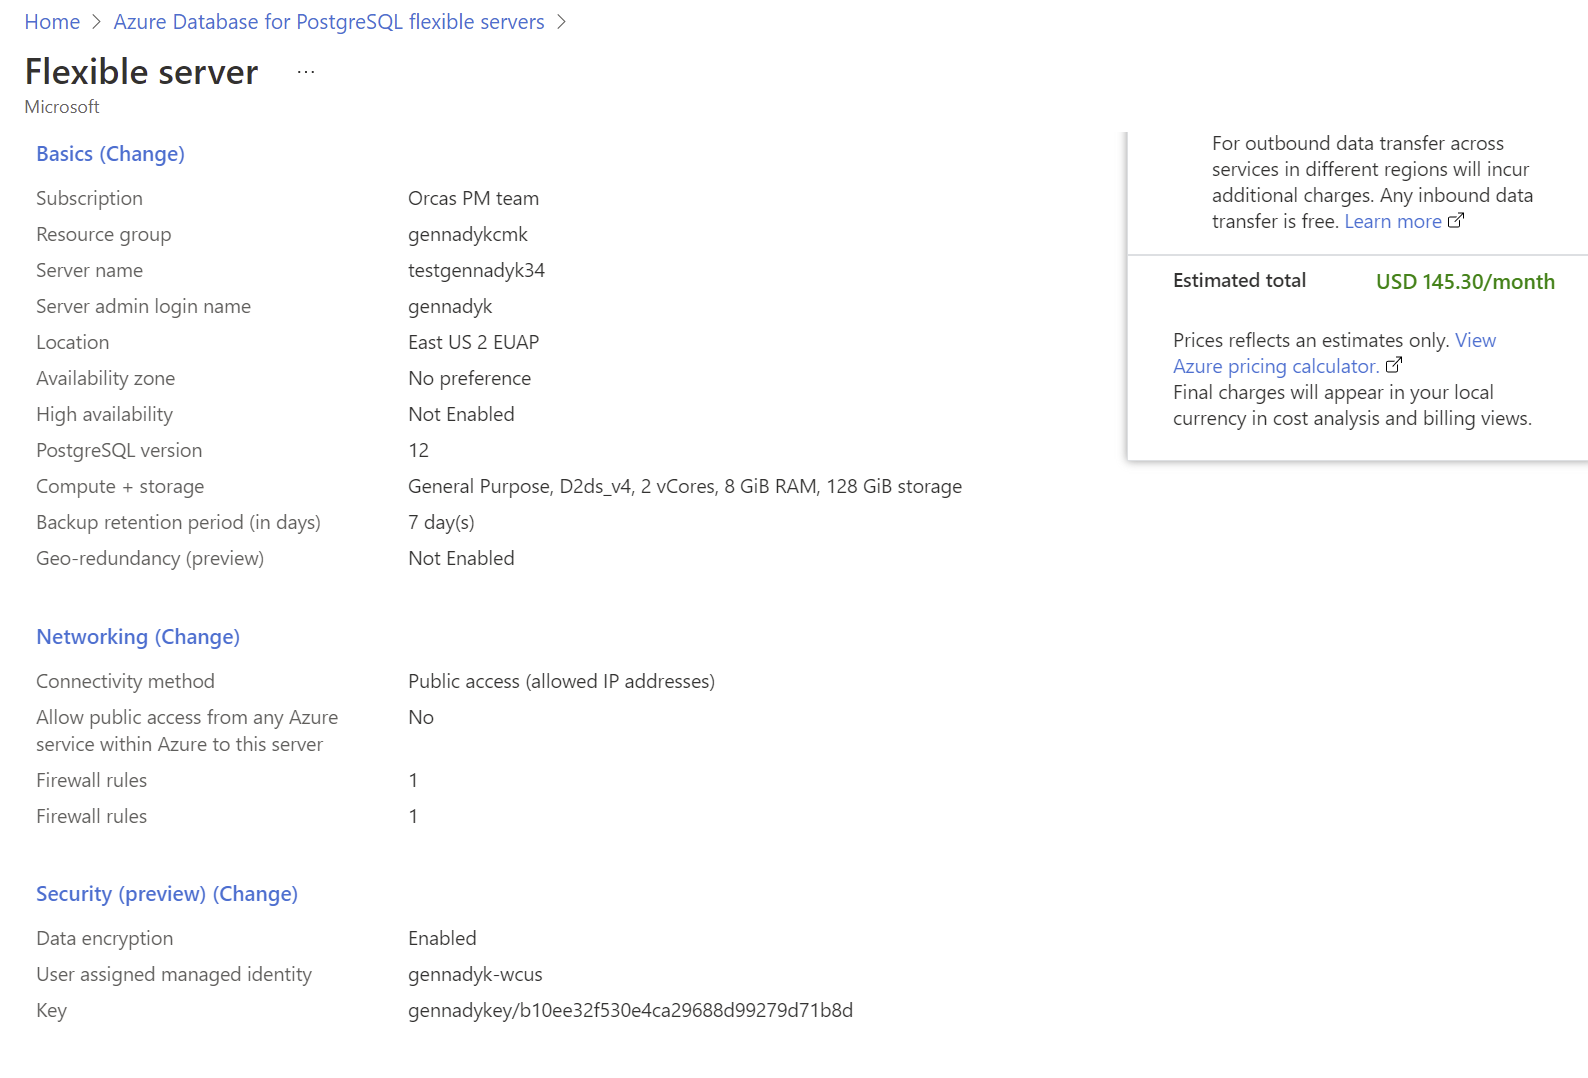 Home > Azure Database for PostgreSQL flexible servers >
Flexible server ...
Microsoft
Basics (Change)
Subscription Orcas PM team
Resource group gennadykcmk
Server name testgennadyk34
Server admin login name gennadyk
Location East US 2 EUAP
Availability zone No preference
High availability Not Enabled
PostgreSQL version 12
Compute + storage General Purpose, D2ds_v4, 2 vCores, 8 GiB RAM, 128 GiB storage
Backup retention period (in days) 7 day(s)
Geo-redundancy (preview) Not Enabled
Networking (Change)
Connectivity method Public access (allowed IP addresses)
Allow public access from any Azure No
service within Azure to this server
Firewall rules 1
Firewall rules 1
Security (preview) (Change)
Data encryption Enabled
User assigned managed identity gennadyk-wcus
Key gennadykey/b10ee32f530e4ca29688d99279d71b8d
For outbound data transfer across
services in different regions will incur
additional charges. Any inbound data
transfer is free. Learn more
Estimated total USD 145.30/month
Prices reflects an estimates only. View
Azure pricing calculator.
Final charges will appear in your local
currency in cost analysis and billing views.